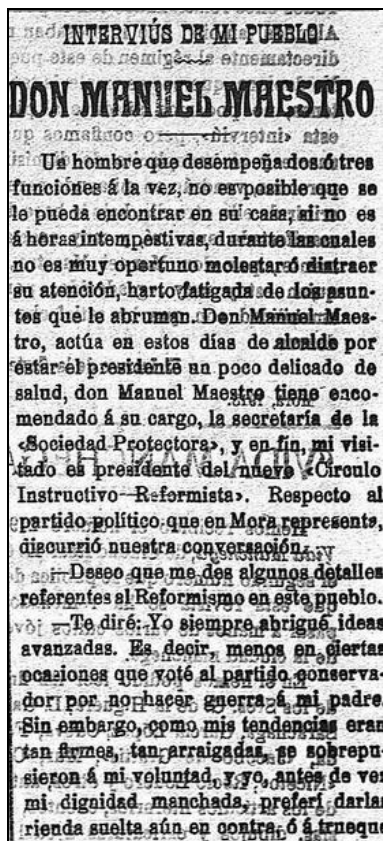 INTERVIÚS DE MI PUEBLO
DON MANUEL MAESTRO
Un hombre que desempeña dos ó tres
funciones á la vez, no es posible que se
le pueda encontrar en su casa, si no es
á horas intempestivas, durante las cuales
no es muy oportuno molestar ó distraer
su atención, harto fatigada de los asun-
tos que le abruman. Don Manuel Maes-
tro, actúa en estos días de alcalde por
estar el presidente un poco delicado de
salud, don Manuel Maestro tiene enco-
mendado á su cargo, la secretaría de la
«Sociedad Protectora», y en fin, mi visi-
tado es presidente del nuevo «Círculo
Instructivo—Reformista». Respecto al
partido político que en Mora representa,
discurrió nuestra conversación.
—Deseo que me des algunos detalles
referentes al Reformismo en este pueblo.
—Te diré: Yo siempre abrigué ideas
avanzadas. Es decir, menos en ciertas
ocasiones que voté al partido conserva-
dor por no hacer guerra á mi padre.
Sin embargo, como mis tendencias eran
tan firmes, tan arraigadas, se sobrepu-
sieron á mi voluntad, y yo, antes de ver
mi dignidad manchada, preferí darla
rienda suelta aún en contra, ó á trueque